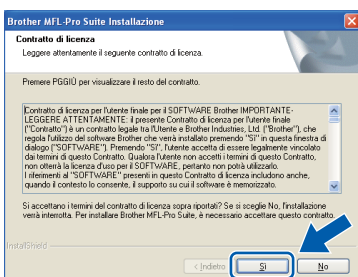 Brother MFL-Pro Suite Installazione
Contratto di licenza
Leggere attentamente il seguente contratto di licenza.
Premere PGGIÙ per visualizzare il resto del contratto.
Contratto di licenza per l'utente finale per il SOFTWARE Brother IMPORTANTE-
LEGGERE ATTENTAMENTE: il presente Contratto di licenza per l'utente finale
("Contratto") è un contratto legale tra l'Utente e Brother Industries, Ltd. ("Brother"), che
regola l'utilizzo del software Brother che verrà installato premendo "Sì" in questa finestra di
dialogo ("SOFTWARE"). Premendo "Sì", l'utente accetta di essere legalmente vincolato
dai termini di questo Contratto. Qualora l'utente non accetti i termini di questo Contratto,
non otterrà la licenza d'uso per il SOFTWARE, pertanto non potrà utilizzarlo.
I riferimenti al "SOFTWARE" presenti in questo Contratto di licenza includono anche,
quando il contesto lo consente, il supporto su cui il software è memorizzato.
Si accettano i termini del contratto di licenza sopra riportati? Se si sceglie No, l'installazione
verrà interrotta. Per installare Brother MFL-Pro Suite, è necessario accettare questo contratto.
InstallShield
< Indietro Sì No